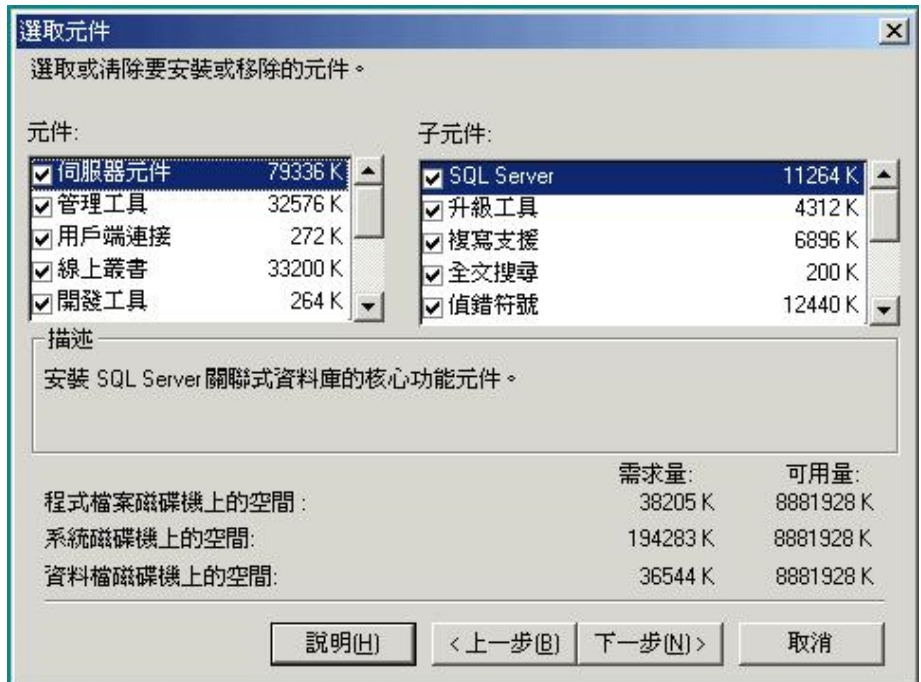 選取元件
選取或清除要安裝或移除的元件。
元件:
伺服器元件 79336 K
管理工具 32576 K
用戶端連接 272 K
線上叢書 33200 K
開發工具 264 K
子元件:
SQL Server 11264 K
升級工具 4312 K
複寫支援 6896 K
全文搜尋 200 K
偵錯符號 12440 K
描述
安裝 SQL Server 關聯式資料庫的核心功能元件。
需求量: 可用量:
程式檔案磁碟機上的空間 : 38205 K 8881928 K
系統磁碟機上的空間: 194283 K 8881928 K
資料檔磁碟機上的空間: 36544 K 8881928 K
說明(H) <上一步(B) 下一步(N)> 取消